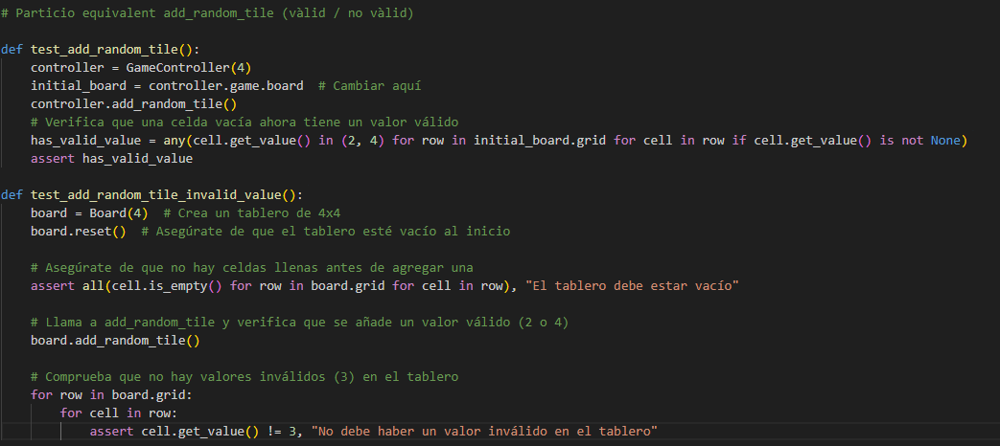 # Particio equivalent add_random_tile (vàlid / no vàlid)
def test_add_random_tile():
controller = GameController(4)
initial_board = controller.game.board  # Cambiar aquí
controller.add_random_tile()
# Verifica que una celda vacía ahora tiene un valor válido
has_valid_value = any(cell.get_value() in (2, 4) for row in initial_board.grid for cell in row if cell.get_value() is not None)
assert has_valid_value
def test_add_random_tile_invalid_value():
board = Board(4)  # Crea un tablero de 4x4
board.reset()  # Asegúrate de que el tablero esté vacío al inicio
# Asegúrate de que no hay celdas llenas antes de agregar una
assert all(cell.is_empty() for row in board.grid for cell in row), "El tablero debe estar vacío"
# Llama a add_random_tile y verifica que se añade un valor válido (2 o 4)
board.add_random_tile()
# Comprueba que no hay valores inválidos (3) en el tablero
for row in board.grid:
for cell in row:
assert cell.get_value() != 3, "No debe haber un valor inválido en el tablero"